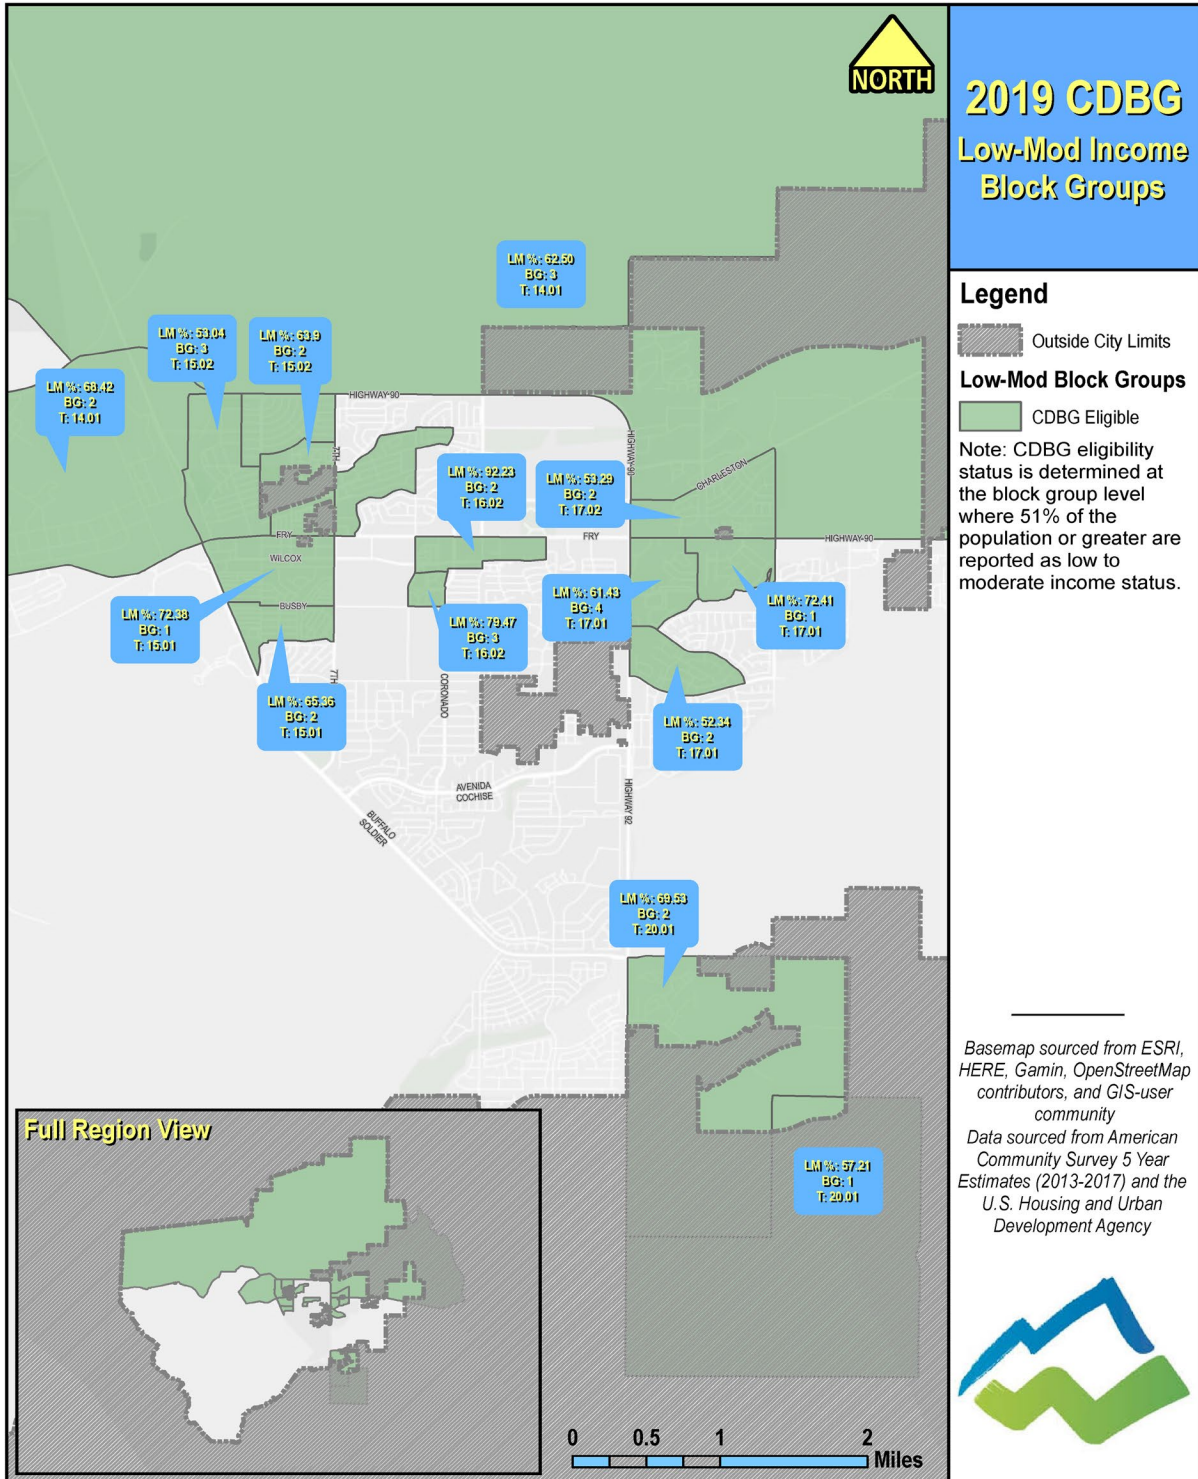 NORTH
2019 CDBG
Low-Mod Income
Block Groups
Legend
Outside City Limits
Low-Mod Block Groups
CDBG Eligible
Note: CDBG eligibility
status is determined at
the block group level
where 51% of the
population or greater are
reported as low to
moderate income status.
LM %: 62.50
BG: 3
T: 14.01
LM %: 53.04
BG: 3
T: 15.02
LM %: 63.9
BG: 2
T: 15.02
LM %: 68.42
BG: 2
T: 14.01
HIGHWAY 90
7TH
HIGHWAY 90
CHARLESTON
LM %: 92.23
BG: 2
T: 16.02
LM %: 53.29
BG: 2
T: 17.02
FRY
WILCOX
FRY
HIGHWAY 90
BUSBY
LM %: 72.38
BG: 1
T: 15.01
LM %: 79.47
BG: 3
T: 16.02
LM %: 61.43
BG: 4
T: 17.01
LM %: 72.41
BG: 1
T: 17.01
7TH
CORONADO
LM %: 65.36
BG: 2
T: 15.01
LM %: 52.34
BG: 2
T: 17.01
AVENIDA
COCHISE
HIGHWAY 92
BUFFALO
SOLDIER
LM %: 69.53
BG: 2
T: 20.01
LM %: 57.21
BG: 1
T: 20.01
Basemap sourced from ESRI,
HERE, Gamin, OpenStreetMap
contributors, and GIS-user
community
Data sourced from American
Community Survey 5 Year
Estimates (2013-2017) and the
U.S. Housing and Urban
Development Agency
Full Region View
0 0.5 1 2
Miles